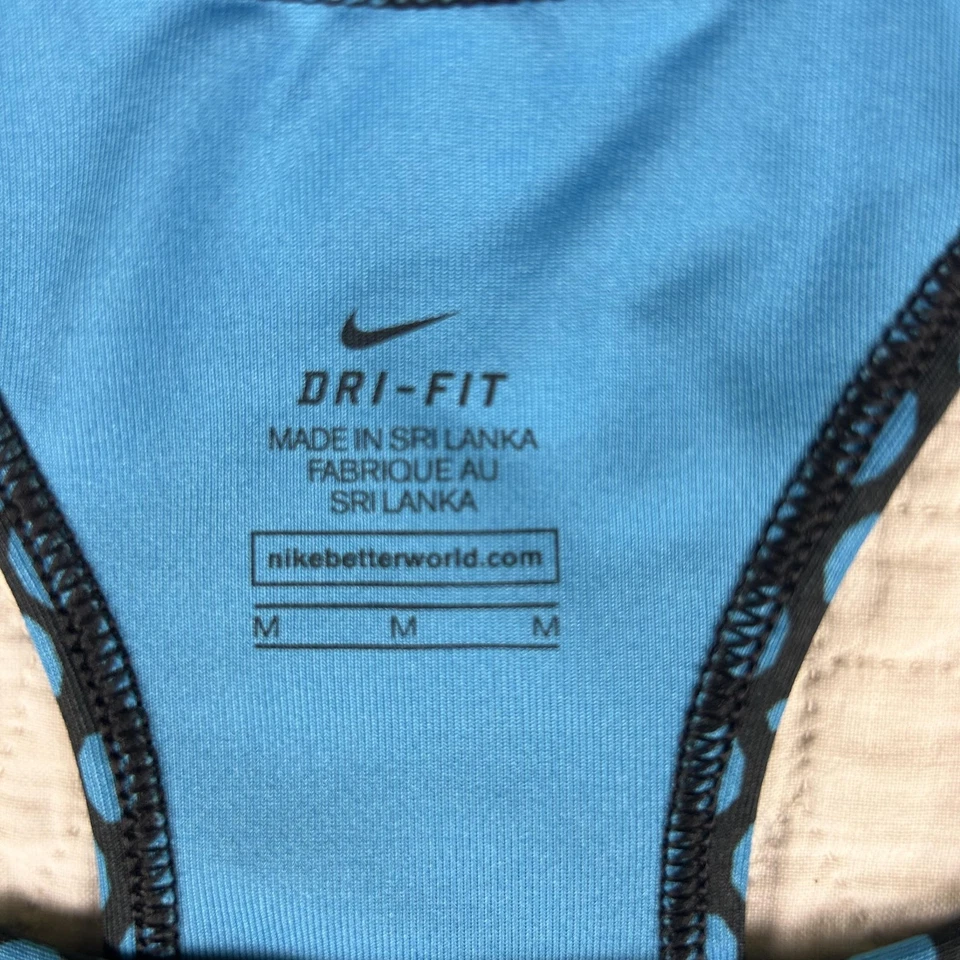 DRI-FIT
MADE IN SRI LANKA
FABRIQUE AU
SRI LANKA
nikebetterworld.com
M M M